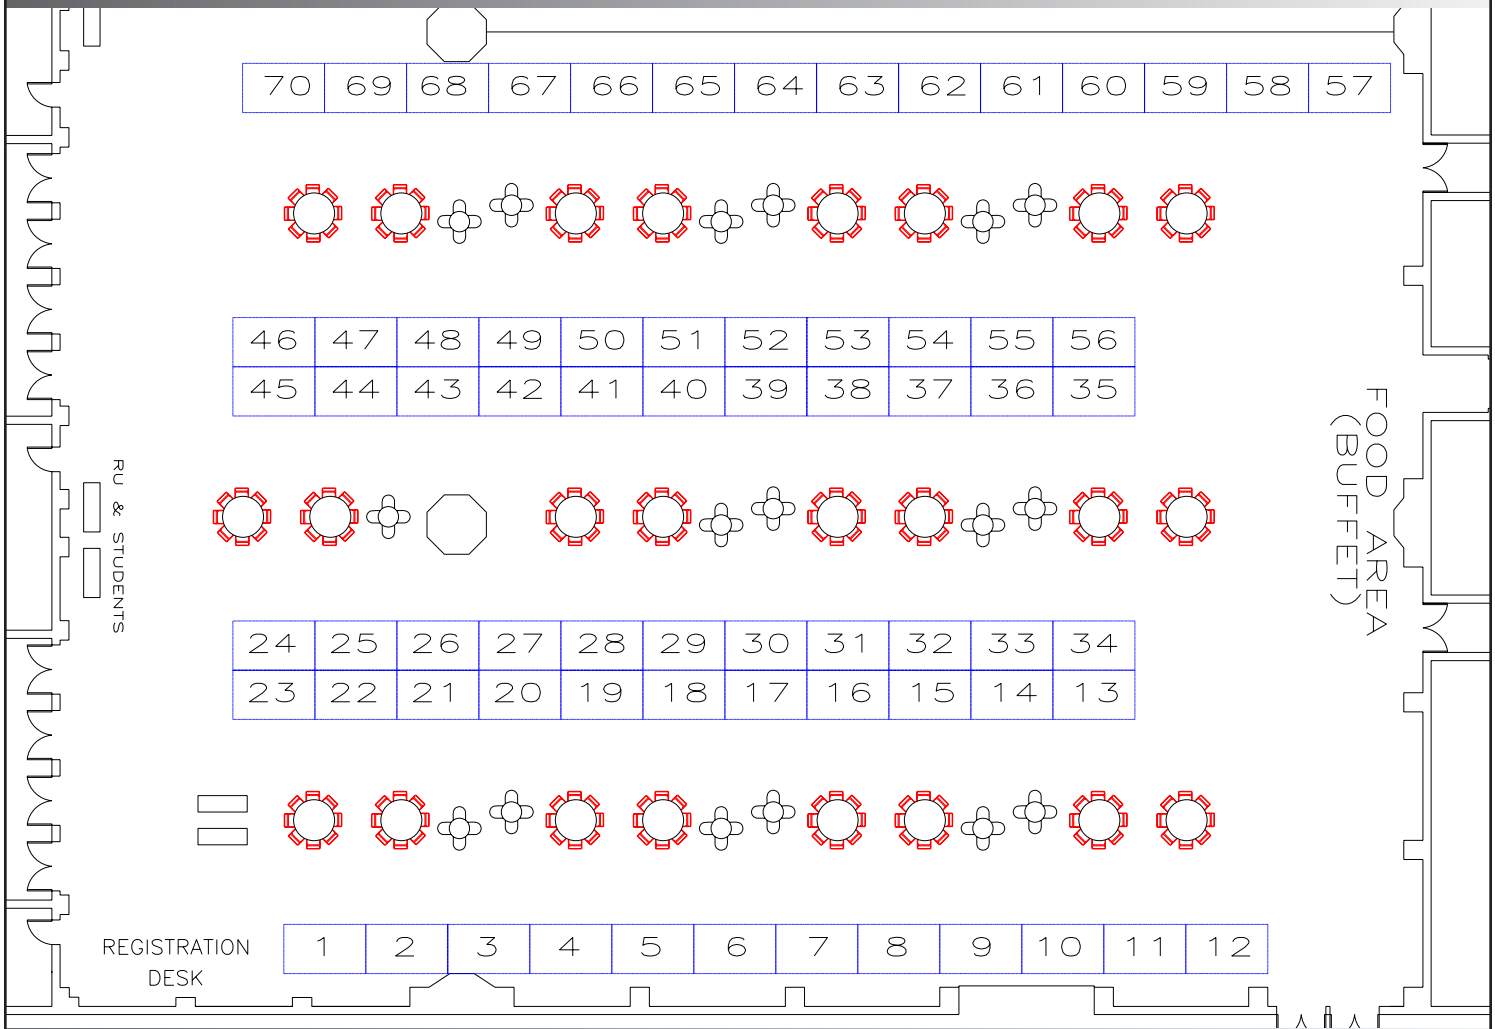 70 69 68 67 66 65 64 63 62 61 60 59 58 57
46 47 48 49 50 51 52 53 54 55 56
45 44 43 42 41 40 39 38 37 36 35
FOOD AREA
(BUFFET)
RU & STUDENTS
24 25 26 27 28 29 30 31 32 33 34
23 22 21 20 19 18 17 16 15 14 13
1 2 3 4 5 6 7 8 9 10 11 12
REGISTRATION
DESK